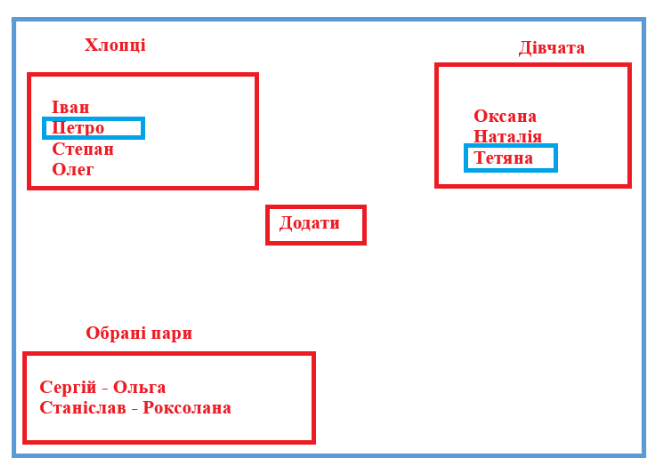 Хлопці
Іван
Петро
Степан
Олег
Дівчата
Оксана
Наталія
Тетяна
Додати
Обрані пари
Сергій - Ольга
Станіслав - Роксолана